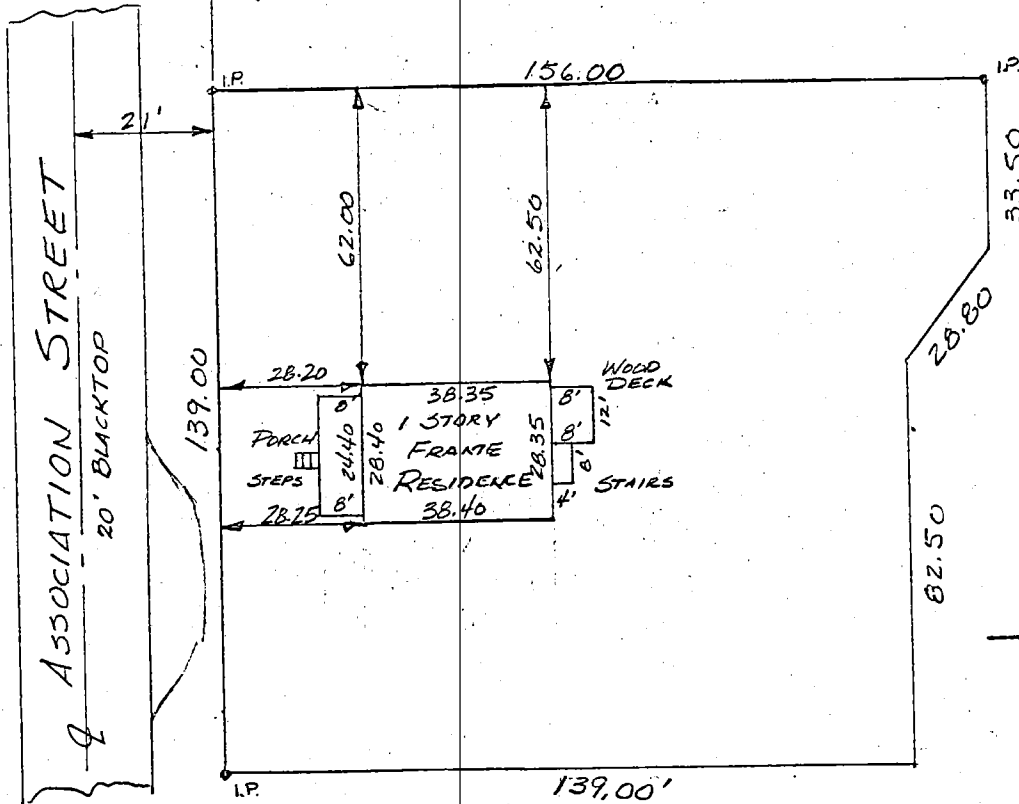 I.P.
156.00
I.P.
21'
33.50
62.00
62.50
28.80
ASSOCIATION STREET
20' BLACKTOP
139.00
28.20
38.35
WOOD
DECK
8'
8'
12'
1 STORY
FRAME
RESIDENCE
PORCH
STEPS
24.40
28.40
28.35
8'
8'
4'
STAIRS
8'
28.25
38.40
82.50
I.P.
139.00'